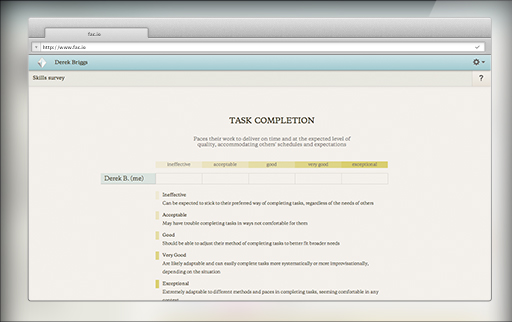 fax.io
http://www.fax.io
Derek Briggs
Skills survey
?
TASK COMPLETION
Paces their work to deliver on time and at the expected level of
quality, accommodating others' schedules and expectations
ineffective acceptable good very good exceptional
Derek B. (me)
Ineffective
Can be expected to stick to their prefered way of completing tasks, regardless of the needs of others
Acceptable
May have trouble completing tasks in ways not comfortable for them
Good
Should be able to adjust their method of completing tasks to better fit broader needs
Very Good
Are likely adaptable and can easily complete tasks more systematically or more improvisationally,
depending on the situation
Exceptional
Extremely adaptable to different methods and paces in completing tasks, seeming comfortable in any